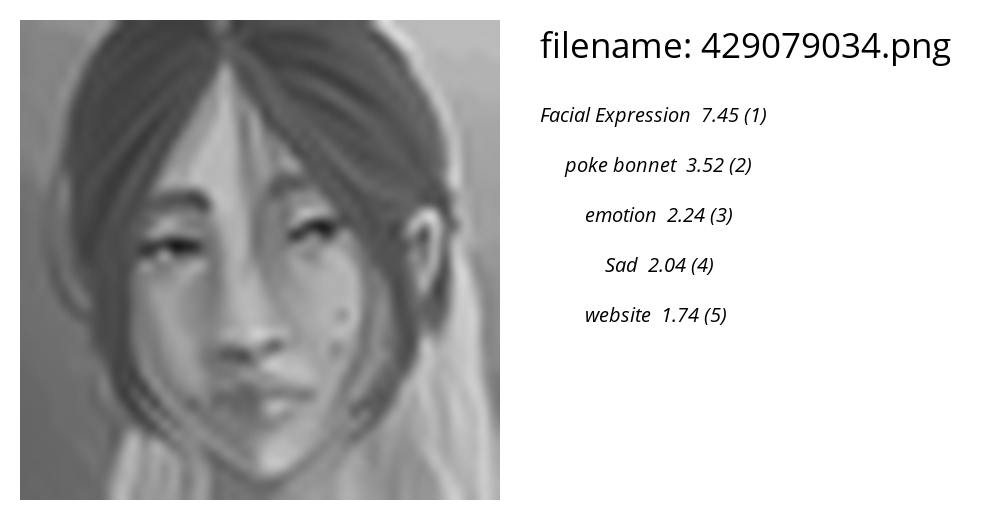 filename: 429079034.png
Facial Expression 7.45 (1)
poke bonnet 3.52 (2)
emotion 2.24 (3)
Sad 2.04 (4)
website 1.74 (5)